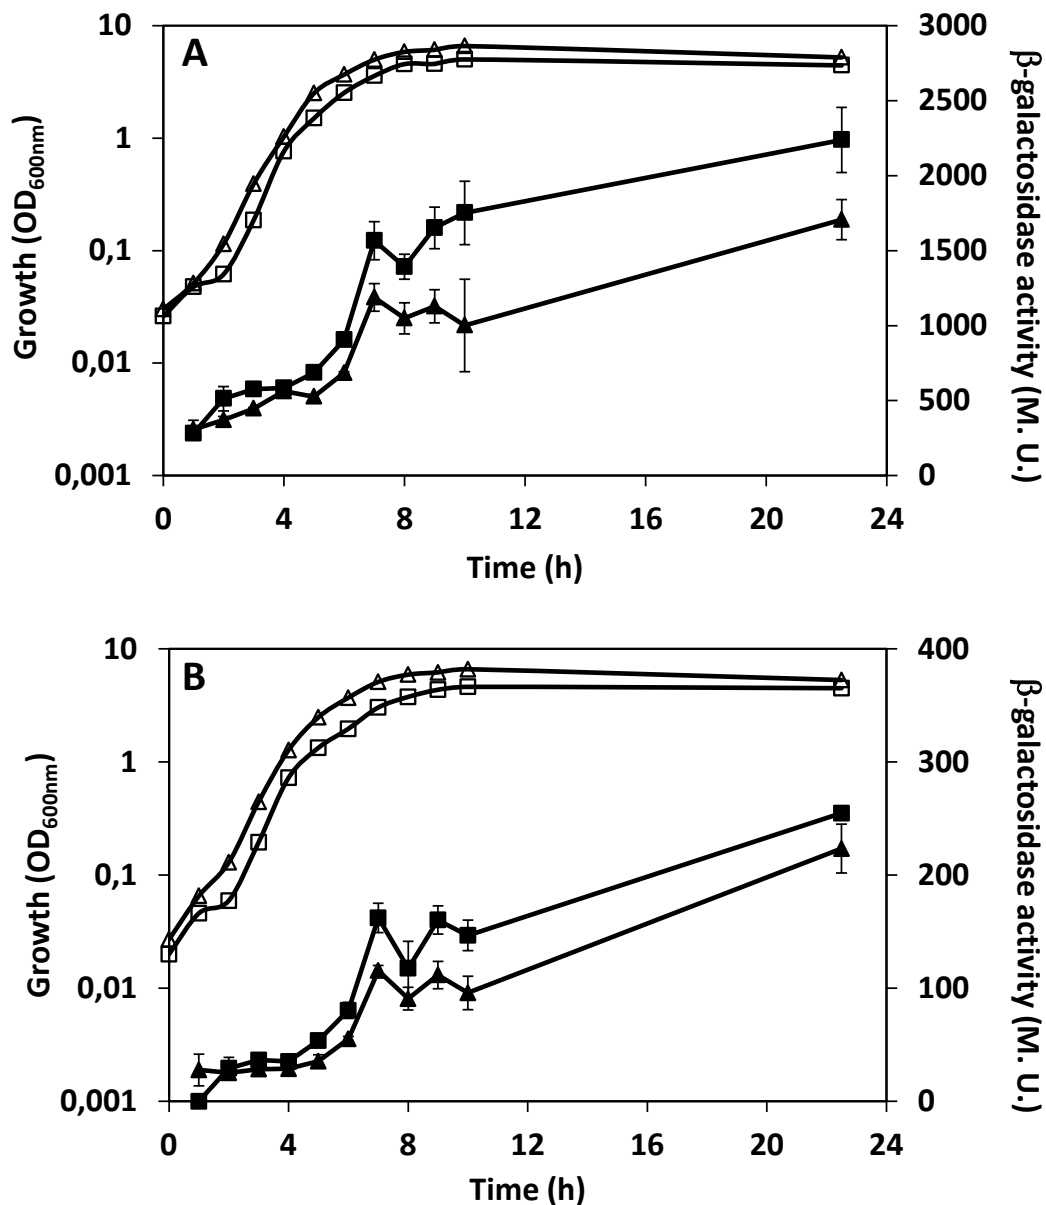 A
10
1
0,1
0,01
0,001
Growth (OD600nm)
3000
2500
2000
1500
1000
500
0
β-galactosidase activity (M. U.)
0 4 8 12 16 20 24
Time (h)
B
10
1
0,1
0,01
0,001
Growth (OD600nm)
400
300
200
100
0
β-galactosidase activity (M. U.)
0 4 8 12 16 20 24
Time (h)